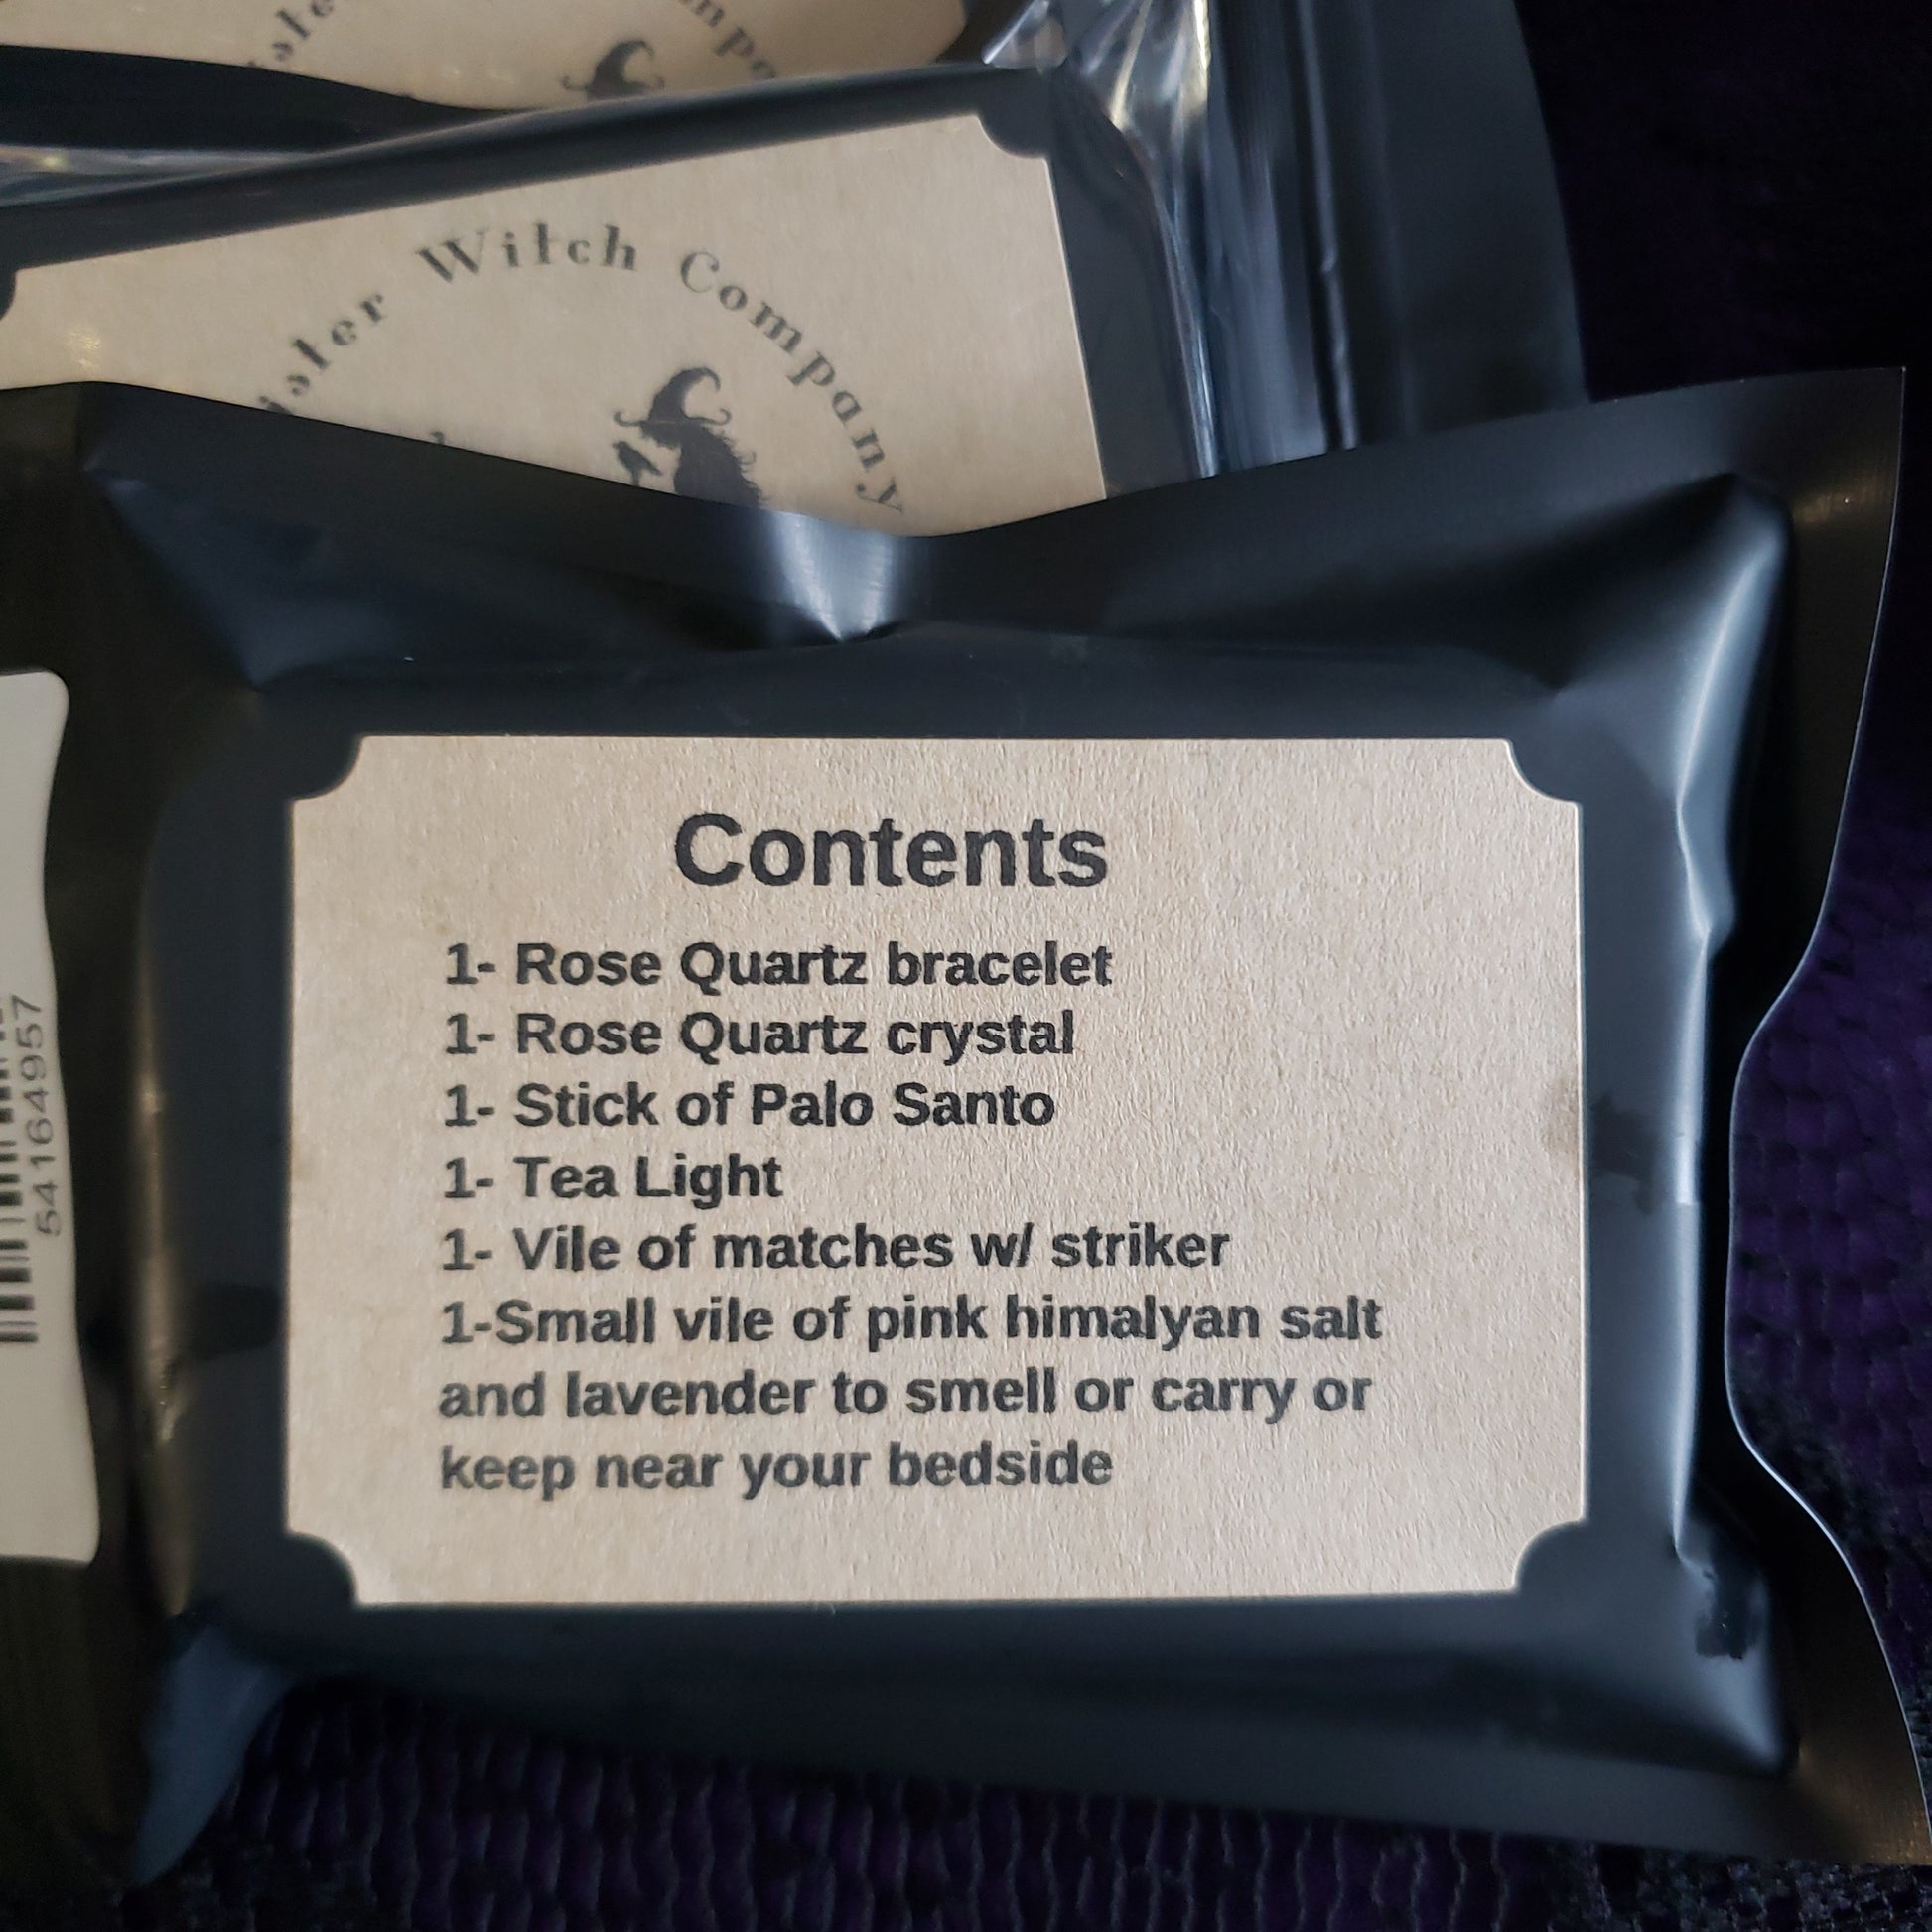 Witch Company
Contents
1- Rose Quartz bracelet
1- Rose Quartz crystal
1- Stick of Palo Santo
1- Tea Light
1- Vile of matches w/ striker
1-Small vile of pink himalyan salt
and lavender to smell or carry or
keep near your bedside
54164957